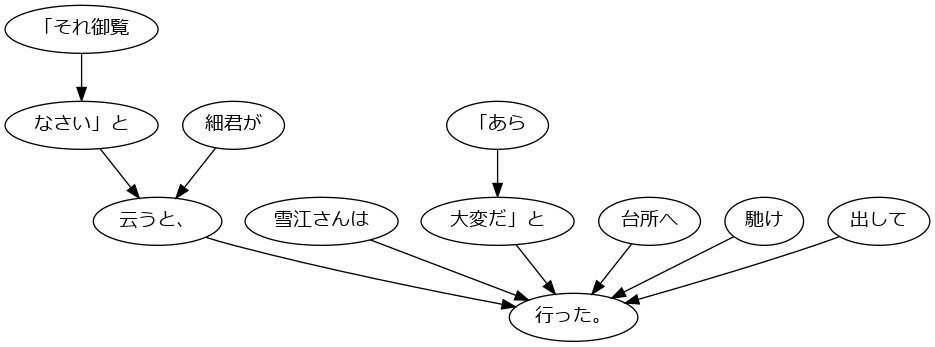 「それ御覧
なさい」と
細君が
「あら
云うと、
雪江さんは
大変だ」と
台所へ
馳け
出して
行った。